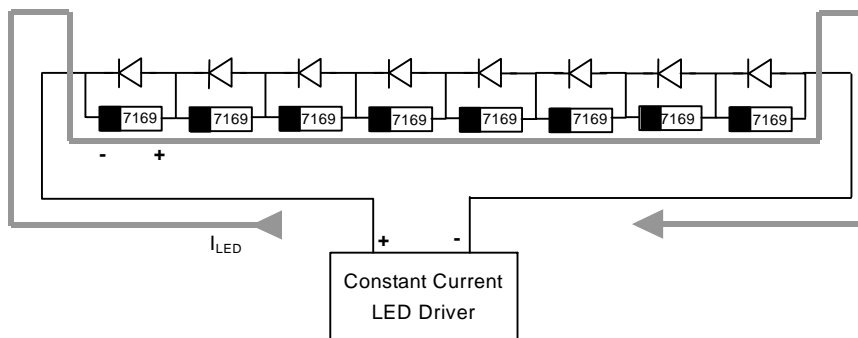 7169 7169 7169 7169 7169 7169 7169 7169
- +
I_LED
+ -
Constant Current
LED Driver